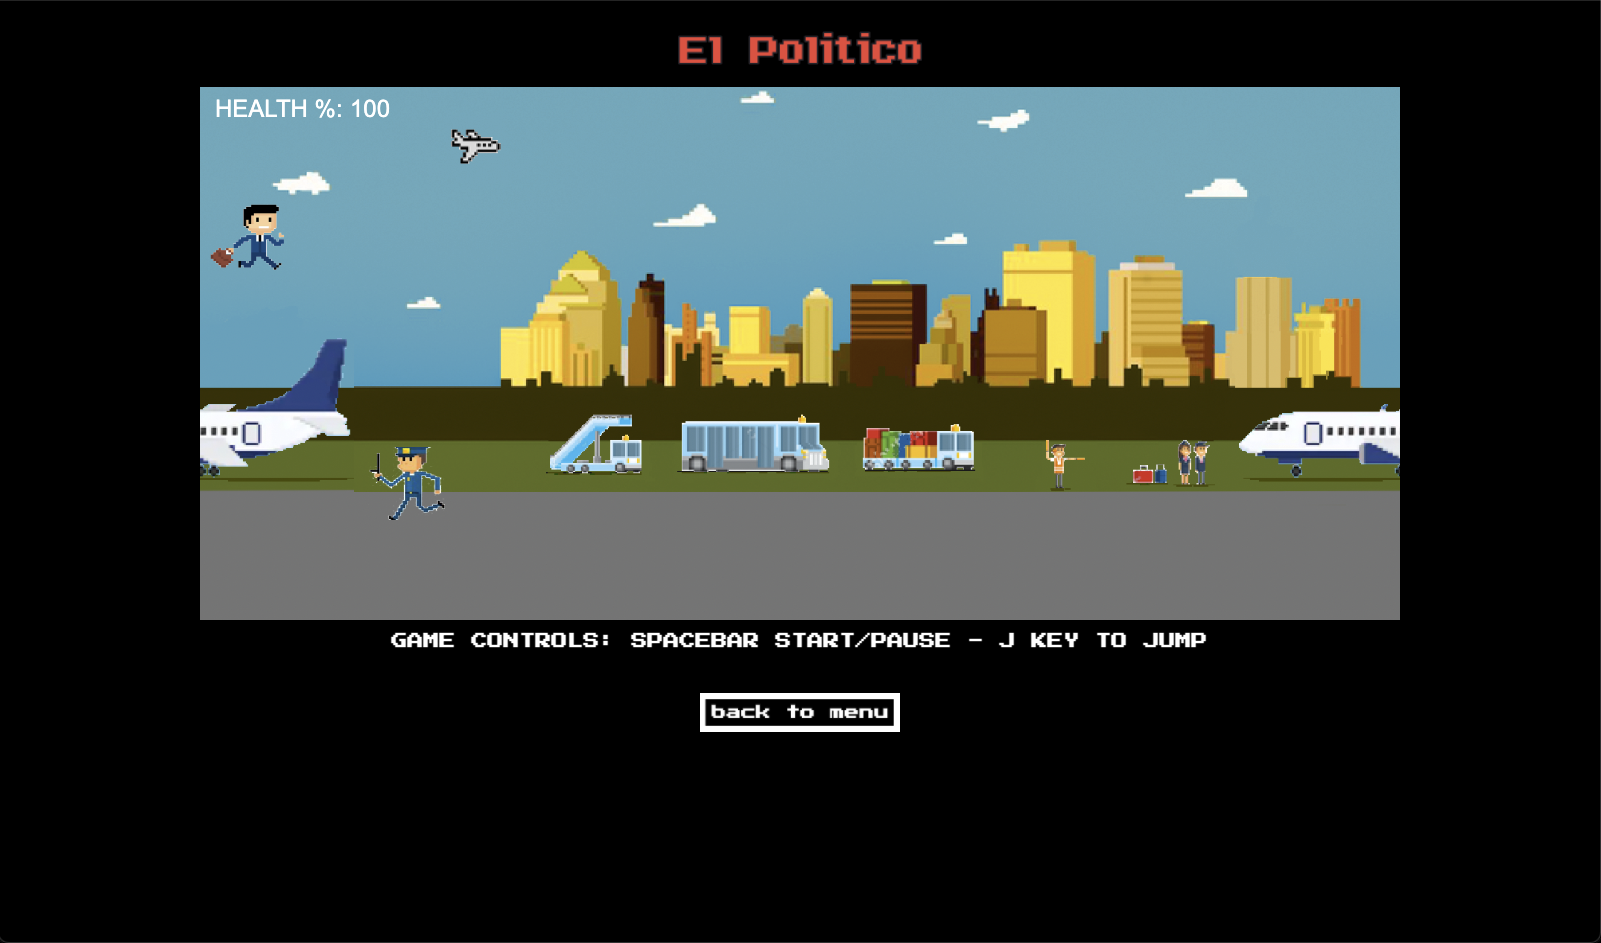 El Politico
HEALTH %: 100
GAME CONTROLS: SPACEBAR START/PAUSE - J KEY TO JUMP
back to menu